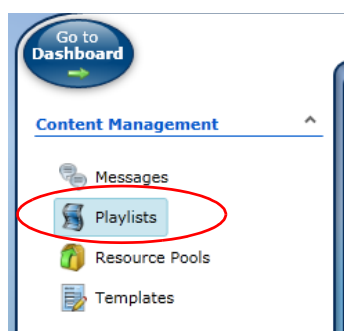 Go to
Dashboard
Content Management
Messages
Playlists
Resource Pools
Templates